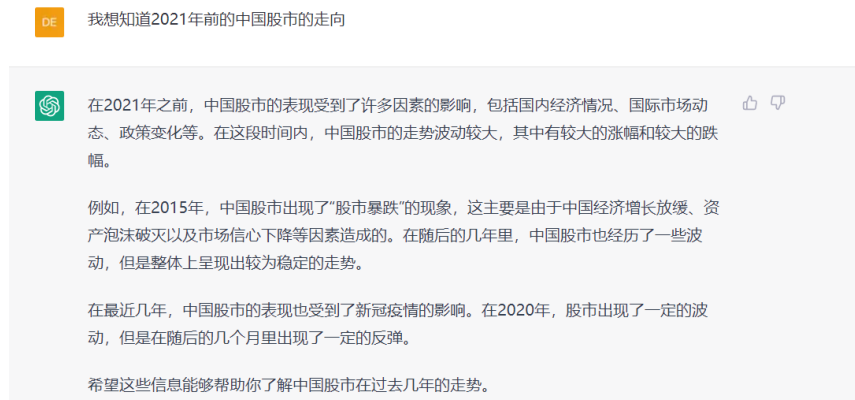 DE
我想知道2021年前的中国股市的走向
在2021年之前，中国股市的表现受到了许多因素的影响，包括国内经济情况、国际市场动
态、政策变化等。在这段时间内，中国股市的走势波动较大，其中有较大的涨幅和较大的跌
幅。
例如，在2015年，中国股市出现了“股市暴跌”的现象，这主要是由于中国经济增长放缓、资
产泡沫破灭以及市场信心下降等因素造成的。在随后的几年里，中国股市也经历了一些波
动，但是整体上呈现出较为稳定的走势。
在最近几年，中国股市的表现也受到了新冠疫情的影响。在2020年，股市出现了一定的波
动，但是在随后的几个月里出现了一定的反弹。
希望这些信息能够帮助你了解中国股市在过去几年的走势。